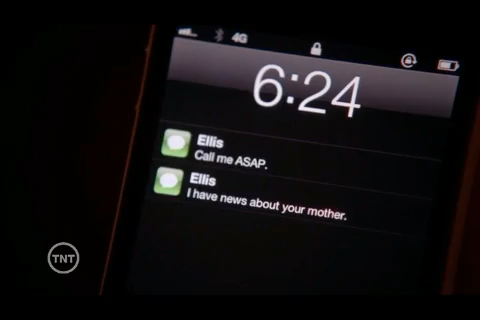 4G
6:24
Ellis
Call me ASAP.
Ellis
I have news about your mother.
TNT